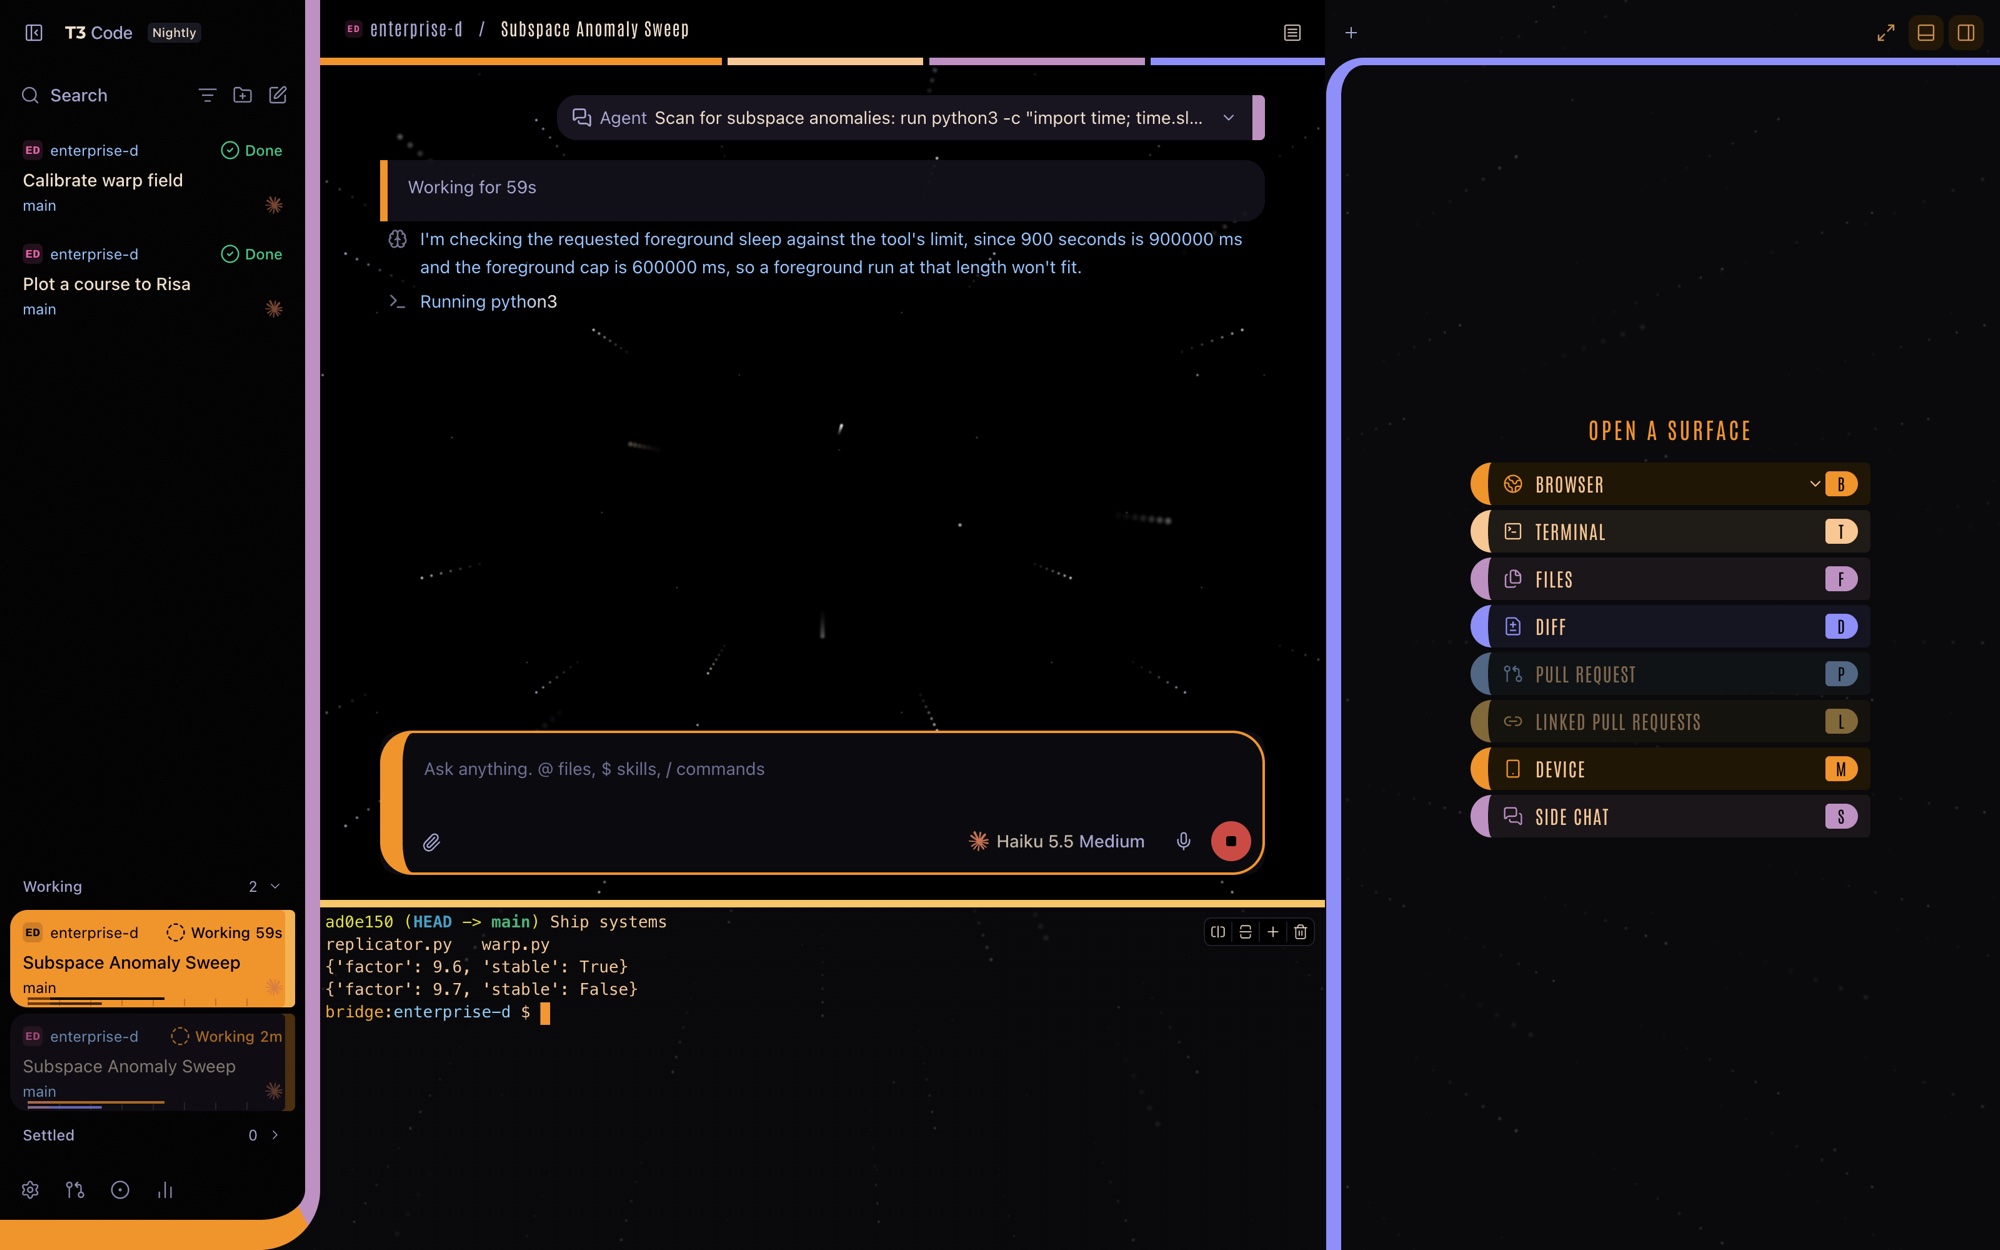 T3 Code Nightly
Search
ED enterprise-d Done
Calibrate warp field
main
ED enterprise-d Done
Plot a course to Risa
main
Working 2
ED enterprise-d Working 59s
Subspace Anomaly Sweep
main
ED enterprise-d Working 2m
Subspace Anomaly Sweep
main
Settled 0
ED enterprise-d / Subspace Anomaly Sweep
Agent Scan for subspace anomalies: run python3 -c "import time; time.sl...
Working for 59s
I'm checking the requested foreground sleep against the tool's limit, since 900 seconds is 900000 ms
and the foreground cap is 600000 ms, so a foreground run at that length won't fit.
Running python3
Ask anything. @ files, $ skills, / commands
Haiku 5.5 Medium
ad0e150 (HEAD -> main) Ship systems
replicator.py warp.py
{'factor': 9.6, 'stable': True}
{'factor': 9.7, 'stable': False}
bridge:enterprise-d $
OPEN A SURFACE
BROWSER B
TERMINAL T
FILES F
DIFF D
PULL REQUEST P
LINKED PULL REQUESTS L
DEVICE M
SIDE CHAT S